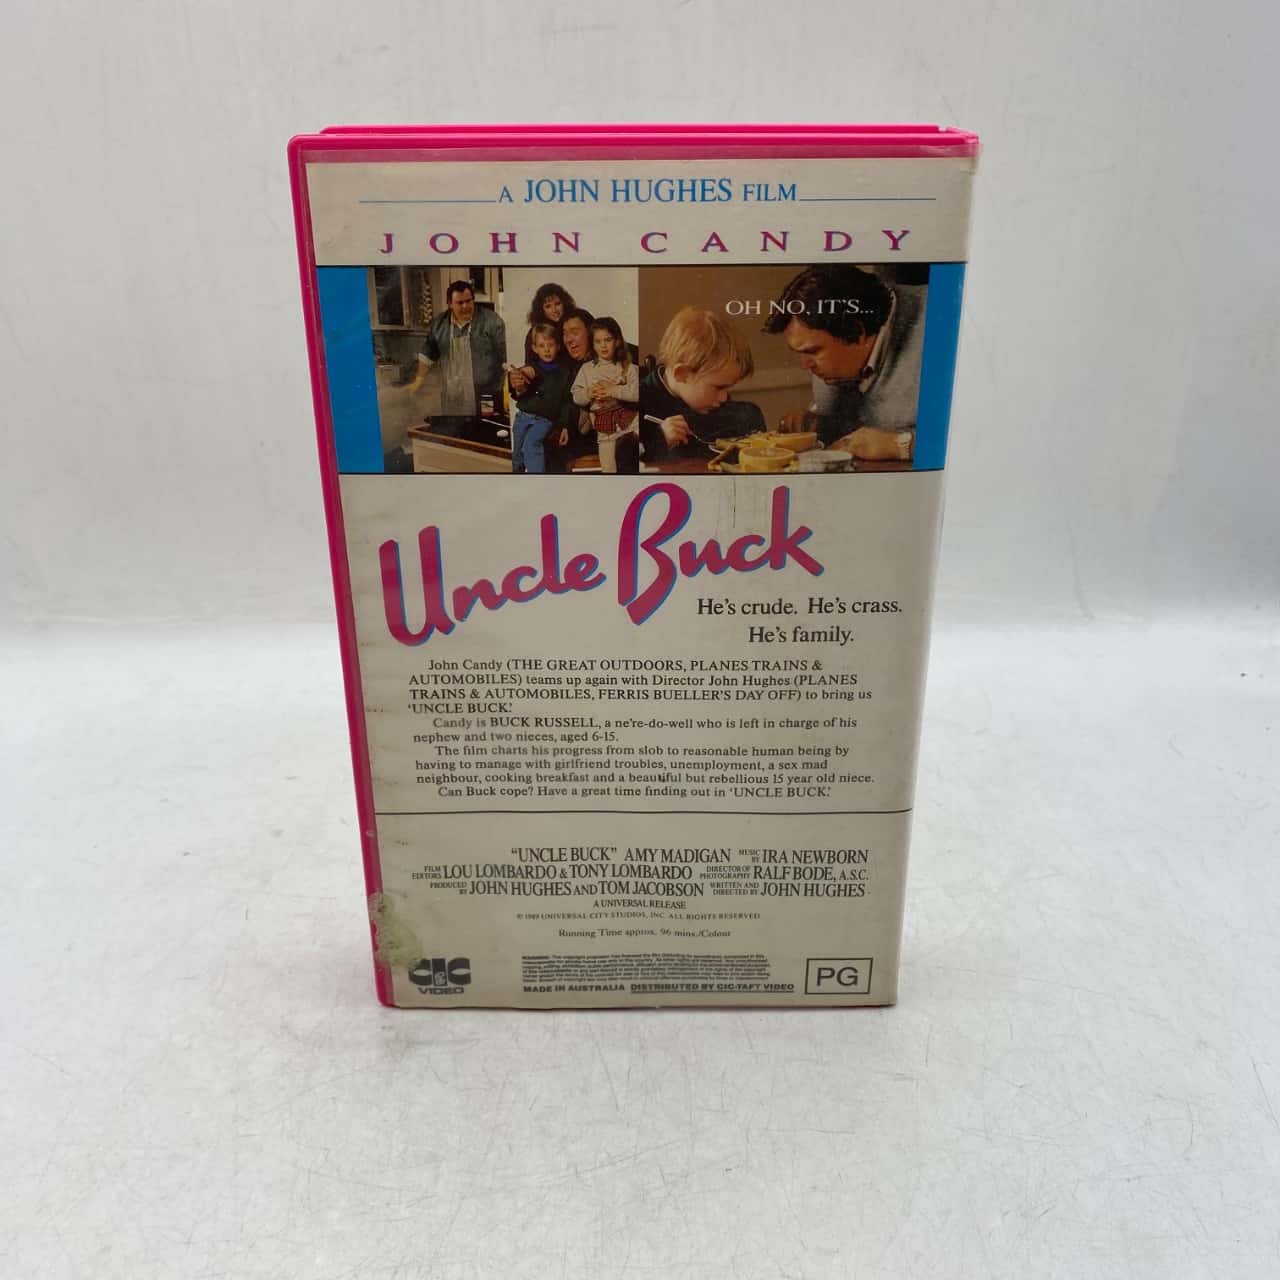 A JOHN HUGHES FILM
JOHN CANDY
OH NO, IT'S...
Uncle Buck
He's crude. He's crass.
He's family.
John Candy (THE GREAT OUTDOORS, PLANES TRAINS &
AUTOMOBILES) teams up again with Director John Hughes (PLANES
TRAINS & AUTOMOBILES, FERRIS BUELLER'S DAY OFF) to bring us
'UNCLE BUCK'.
Candy is BUCK RUSSELL, a ne're-do-well who is left in charge of his
nephew and two nieces, aged 6-15.
The film charts his progress from slob to reasonable human being by
having to manage with girlfriend troubles, unemployment, a sex mad
neighbour, cooking breakfast and a beautiful but rebellious 15 year old niece.
Can Buck cope? Have a great time finding out in 'UNCLE BUCK'.
"UNCLE BUCK" AMY MADIGAN MUSIC BY IRA NEWBORN
FILM EDITORS LOU LOMBARDO & TONY LOMBARDO DIRECTOR OF PHOTOGRAPHY RALF BODE, A.S.C.
PRODUCED BY JOHN HUGHES AND TOM JACOBSON WRITTEN AND DIRECTED BY JOHN HUGHES
A UNIVERSAL RELEASE
© 1989 UNIVERSAL CITY STUDIOS, INC. ALL RIGHTS RESERVED
Running Time approx. 96 mins./Colour
CIC VIDEO
MADE IN AUSTRALIA DISTRIBUTED BY CIC-TAFT VIDEO
PG